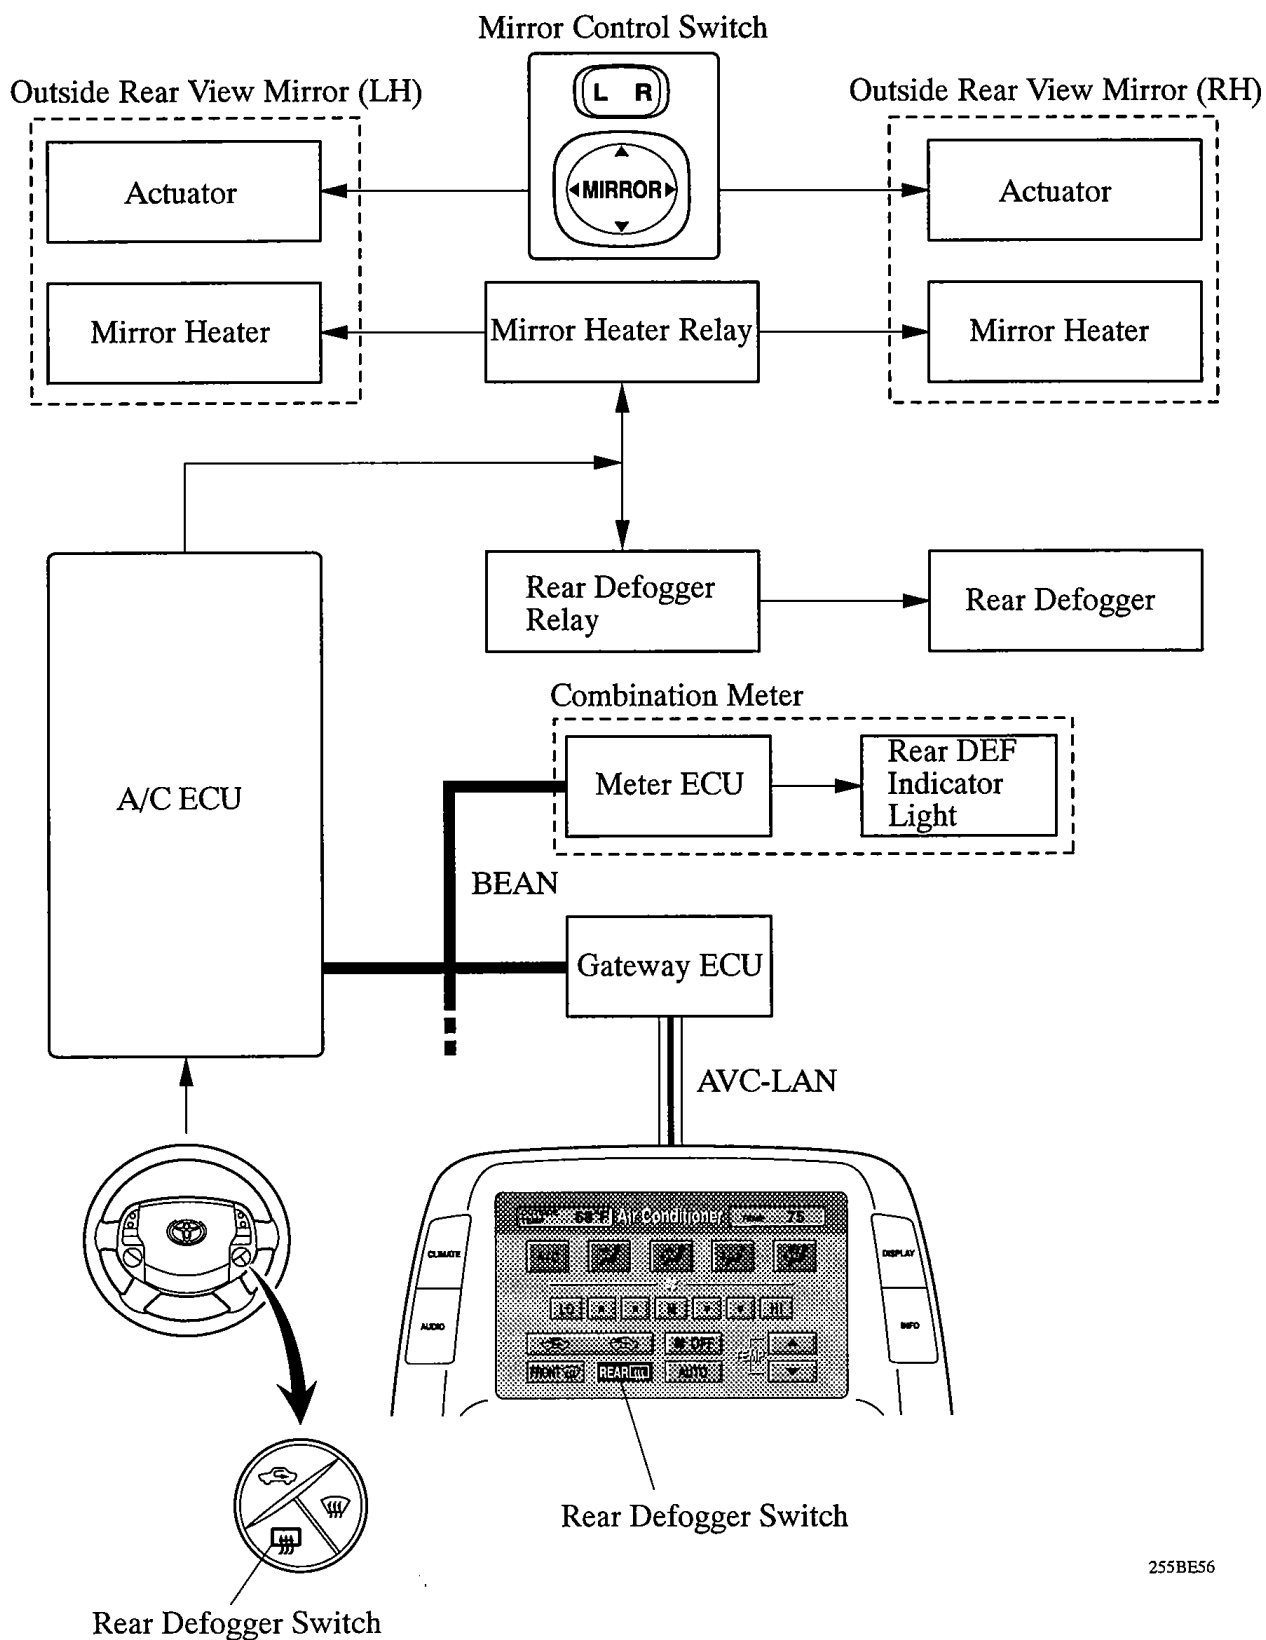 Mirror Control Switch
Outside Rear View Mirror (LH)
L R
Outside Rear View Mirror (RH)
Actuator
MIRROR
Actuator
Mirror Heater
Mirror Heater Relay
Mirror Heater
Rear Defogger
Relay
Rear Defogger
Combination Meter
A/C ECU
Meter ECU
Rear DEF
Indicator
Light
BEAN
Gateway ECU
AVC-LAN
68°F Air Conditioner 75
CLIMATE
DISPLAY
LO
M
HI
AUDIO
OFF
INFO
FRONT
REAR
AUTO
Rear Defogger Switch
255BE56
Rear Defogger Switch